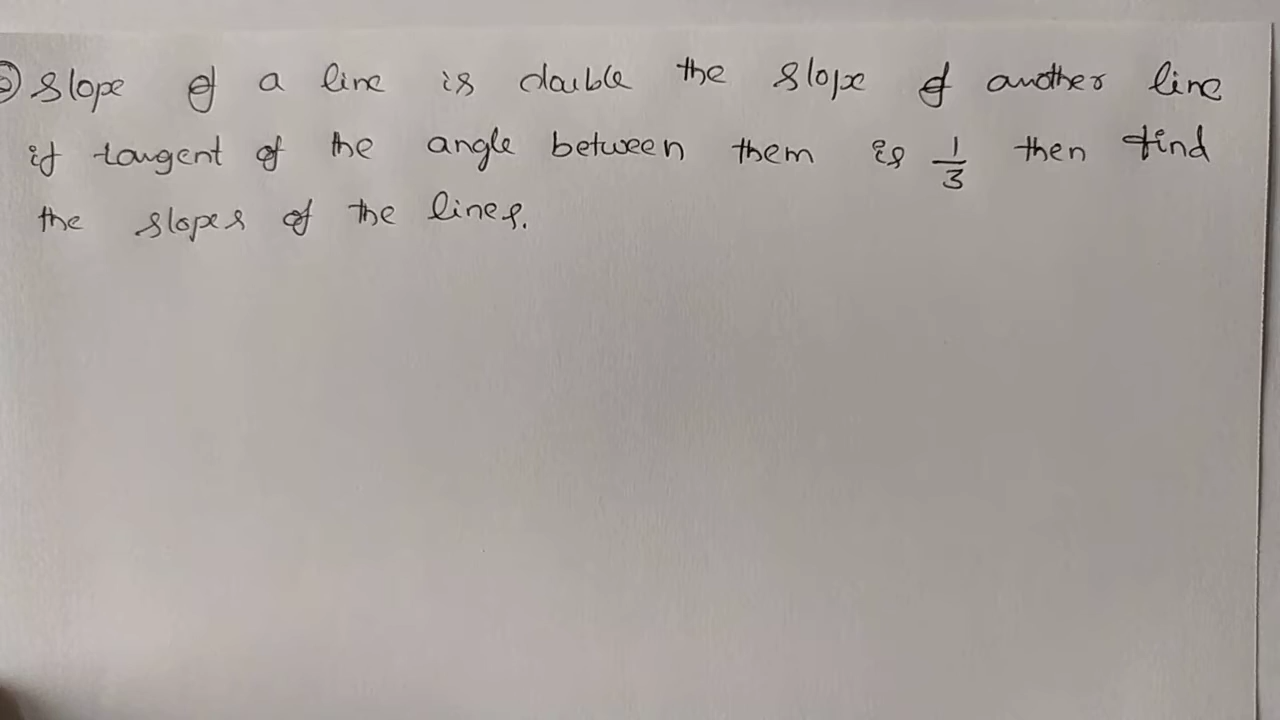 Slope of a line is double the slope of another line
if tangent of the angle between them is 1/3 then find
the slopes of the lines.